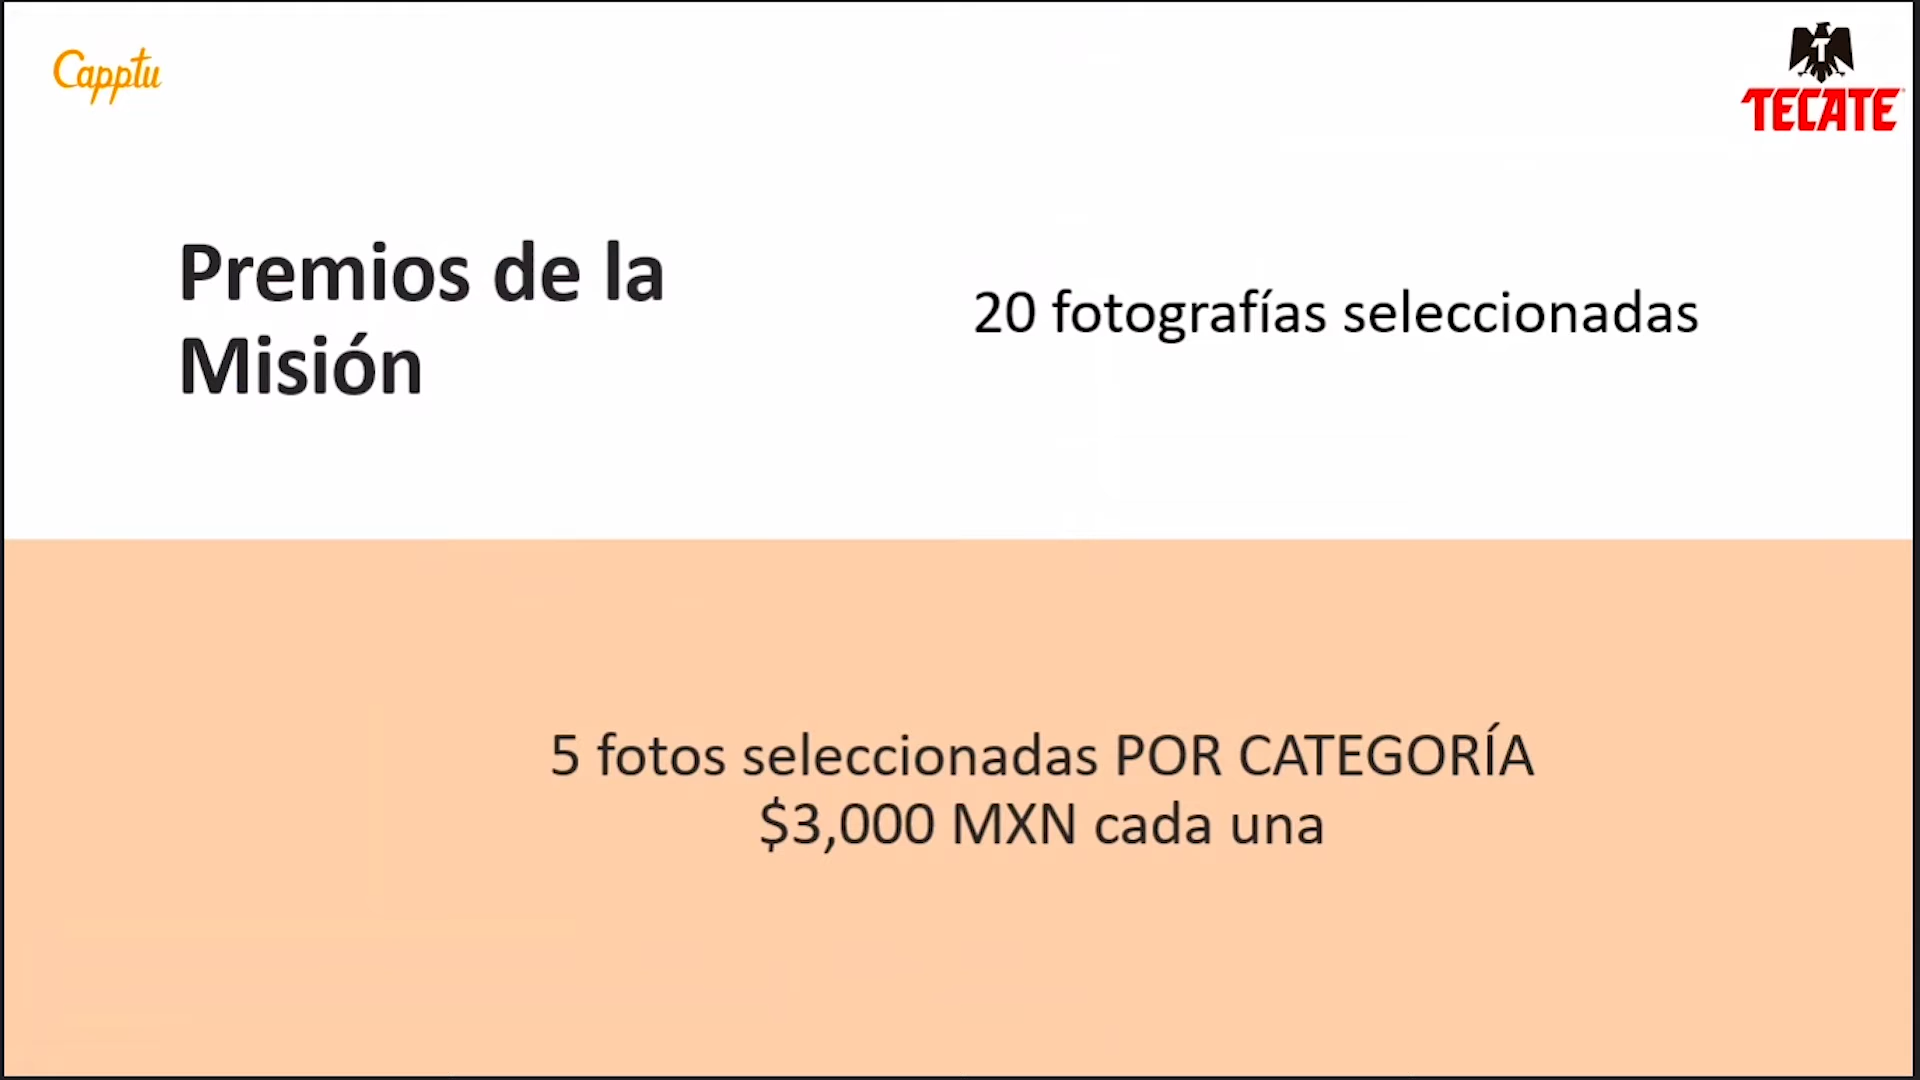 Capptu
T
TECATE
Premios de la
Misión
20 fotografías seleccionadas
5 fotos seleccionadas POR CATEGORÍA
$3,000 MXN cada una